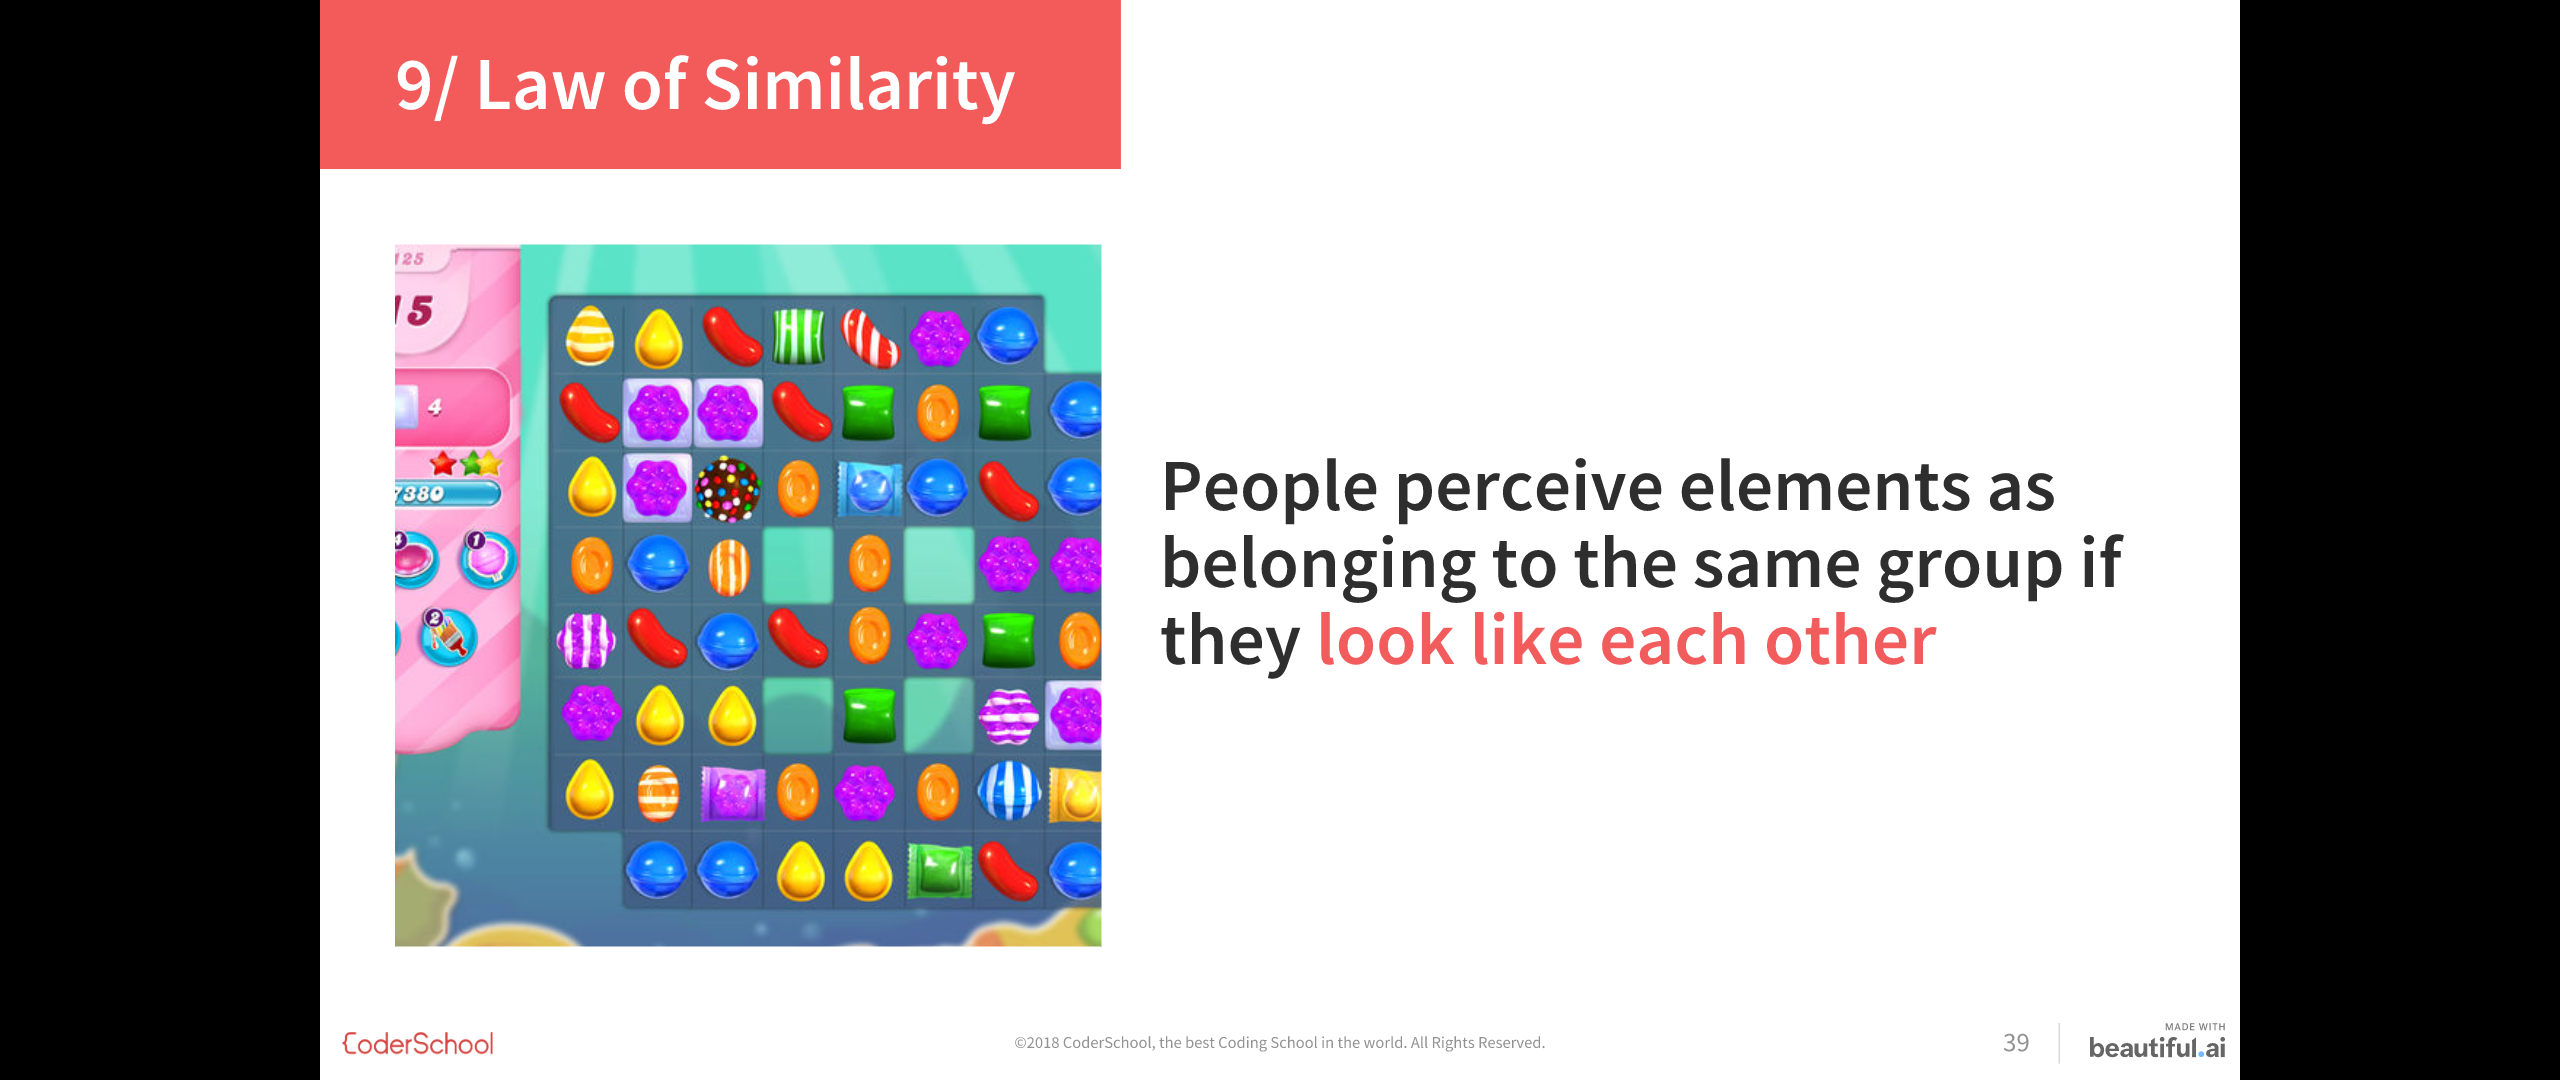 9/ Law of Similarity
125
15
4
7380
4
1
2
People perceive elements as
belonging to the same group if
they look like each other
CoderSchool
©2018 CoderSchool, the best Coding School in the world. All Rights Reserved.
39
MADE WITH
beautiful.ai